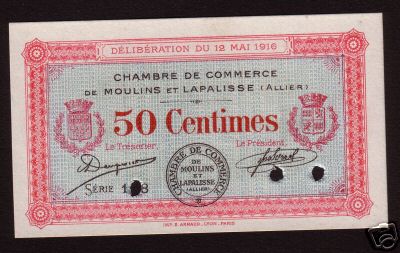 DÉLIBÉRATION DU 12 MAI 1916
CHAMBRE DE COMMERCE
DE MOULINS ET LAPALISSE (ALLIER)
50 Centimes
Le Trésorier, Le Président,
SÉRIE
CHAMBRE DE COMMERCE
DE
MOULINS
ET
LAPALISSE
(ALLIER)
IMP. B. ARNAUD, LYON-PARIS